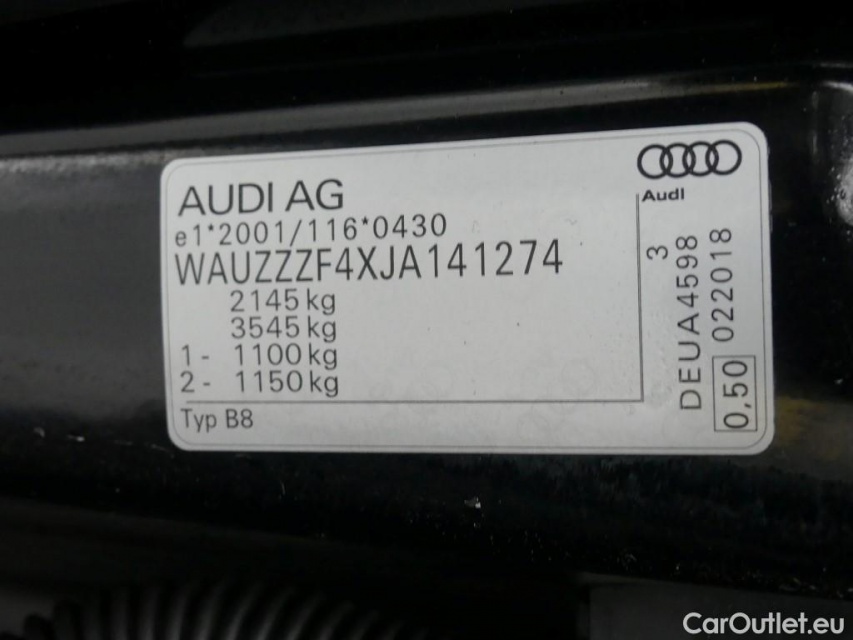 AUDI AG
e1*2001/116*0430
WAUZZZF4XJA141274
2145 kg
3545 kg
1 - 1100 kg
2 - 1150 kg
Typ B8
Audi
3
DEUA4598
022018
0,50
CarOutlet.eu